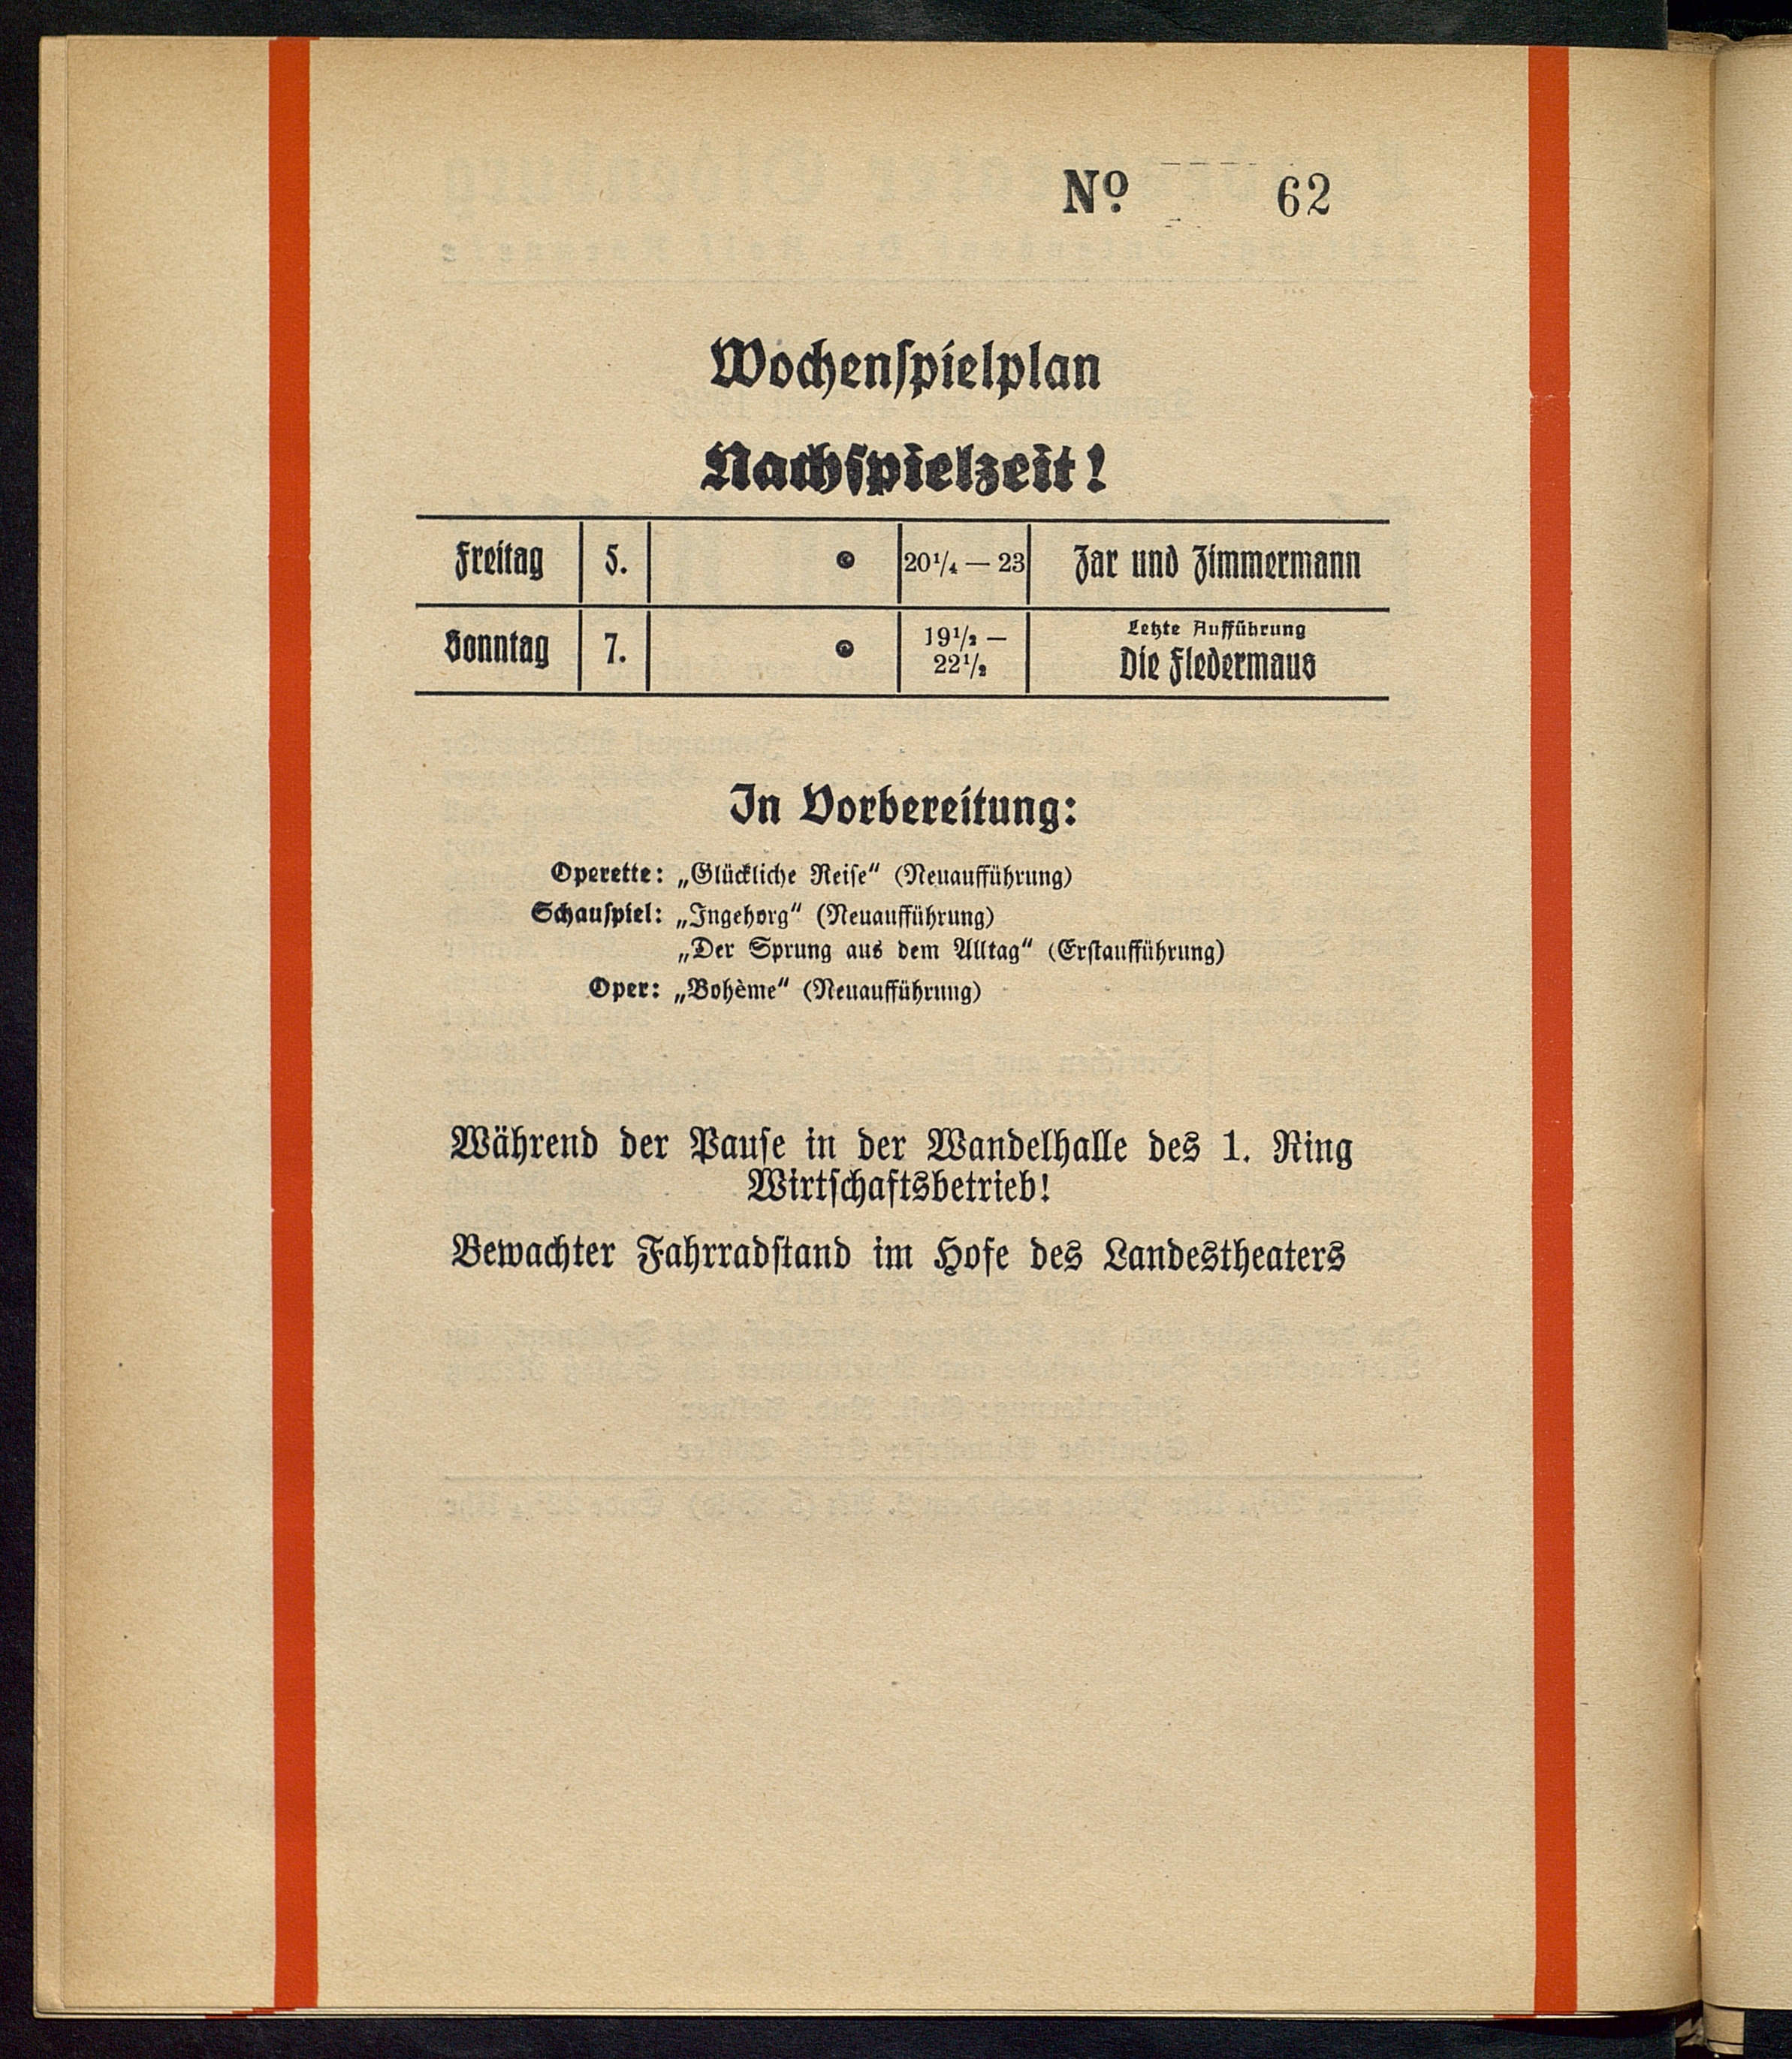 Nº 62
Wochenspielplan
Nachspielzeit!
Freitag 5. 20¼ — 23 Zar und Zimmermann
Sonntag 7. 19½ — 22½ Letzte Aufführung Die Fledermaus
In Vorbereitung:
Operette: „Glückliche Reise“ (Neuaufführung)
Schauspiel: „Ingeborg“ (Neuaufführung)
„Der Sprung aus dem Alltag“ (Erstaufführung)
Oper: „Bohème“ (Neuaufführung)
Während der Pause in der Wandelhalle des 1. Ring
Wirtschaftsbetrieb!
Bewachter Fahrradstand im Hofe des Landestheaters